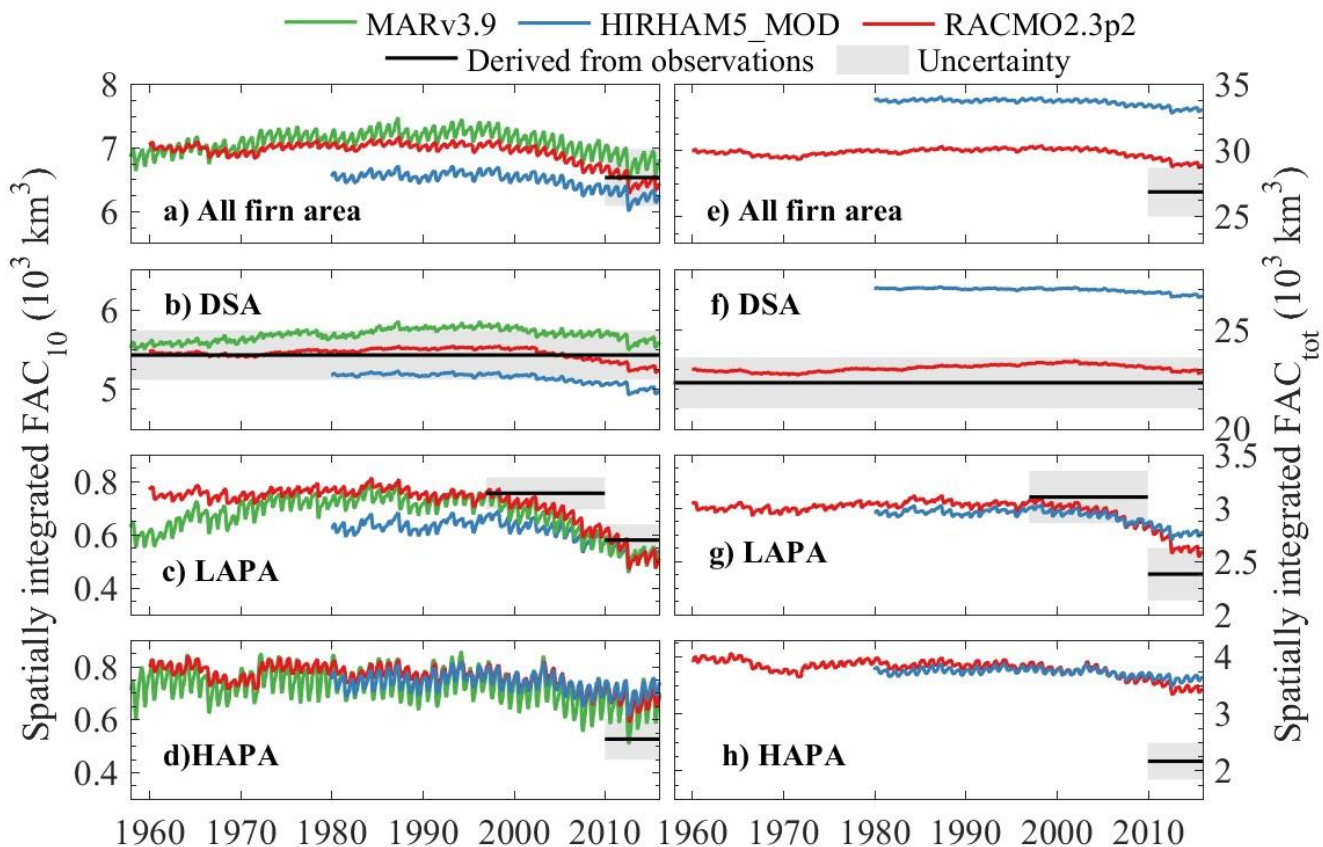 MARv3.9 HIRHAM5_MOD RACMO2.3p2
Derived from observations Uncertainty
Spatially integrated FAC10 (10³ km³)
8
7
6
a) All firn area
6
5
b) DSA
0.8
0.6
0.4
c) LAPA
0.8
0.6
0.4
d)HAPA
1960 1970 1980 1990 2000 2010
35
30
25
e) All firn area
25
20
f) DSA
3.5
3
2.5
2
g) LAPA
4
3
2
h) HAPA
1960 1970 1980 1990 2000 2010
Spatially integrated FACtot (10³ km³)